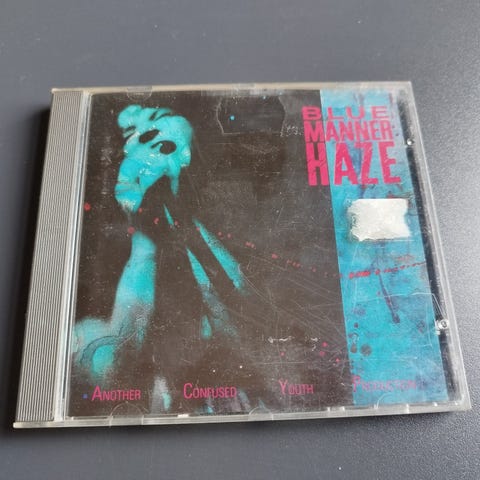 BLUE
MANNER
HAZE
ANOTHER CONFUSED YOUTH